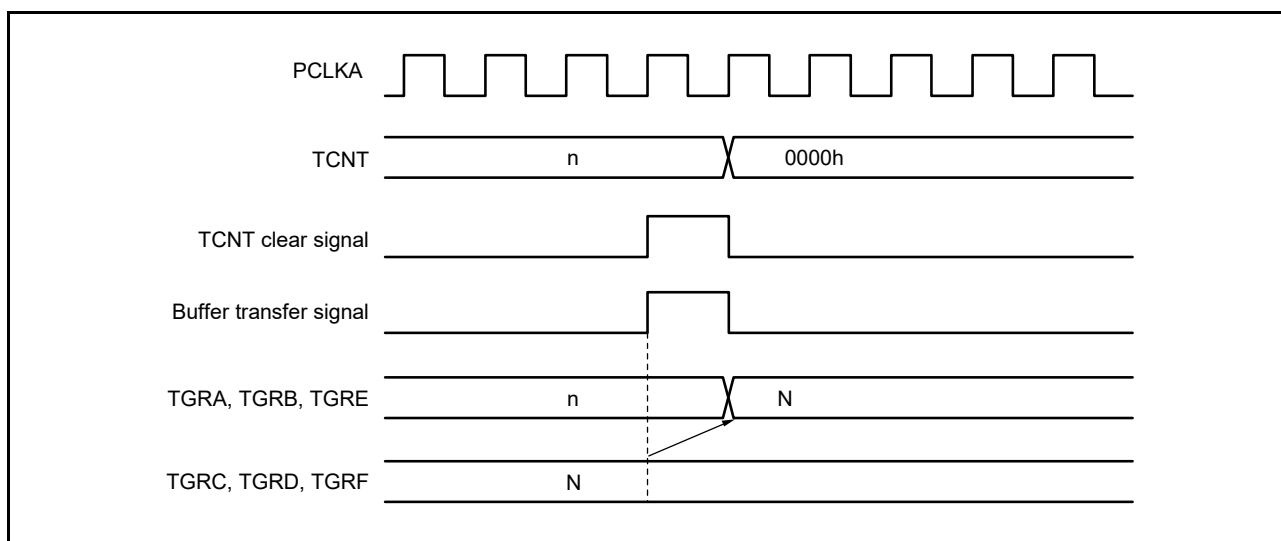 PCLKA
TCNT n 0000h
TCNT clear signal
Buffer transfer signal
TGRA, TGRB, TGRE n N
TGRC, TGRD, TGRF N